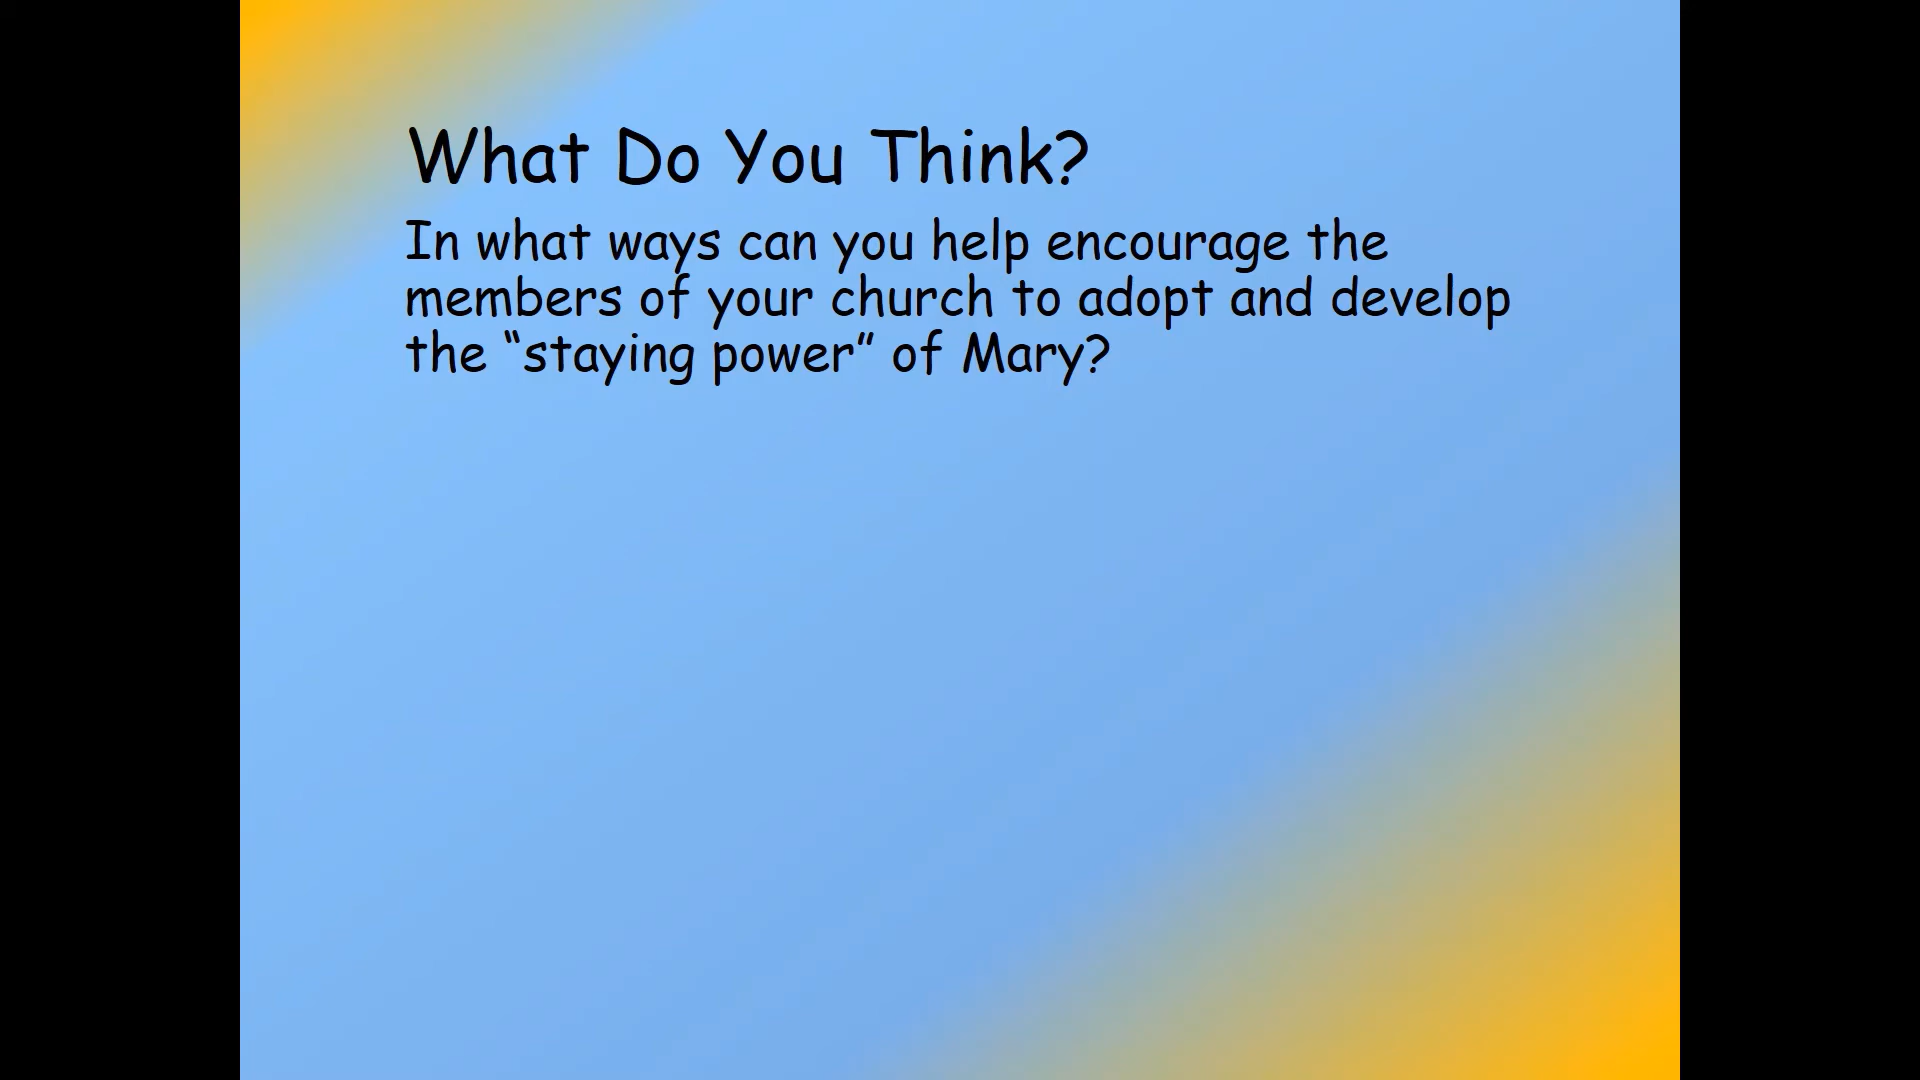 What Do You Think?
In what ways can you help encourage the
members of your church to adopt and develop
the “staying power” of Mary?